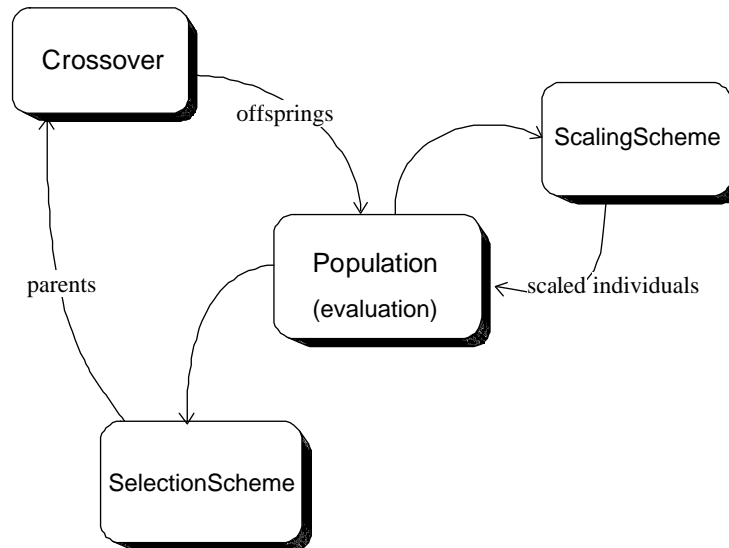 Crossover
offsprings
ScalingScheme
Population
(evaluation)
parents
scaled individuals
SelectionScheme